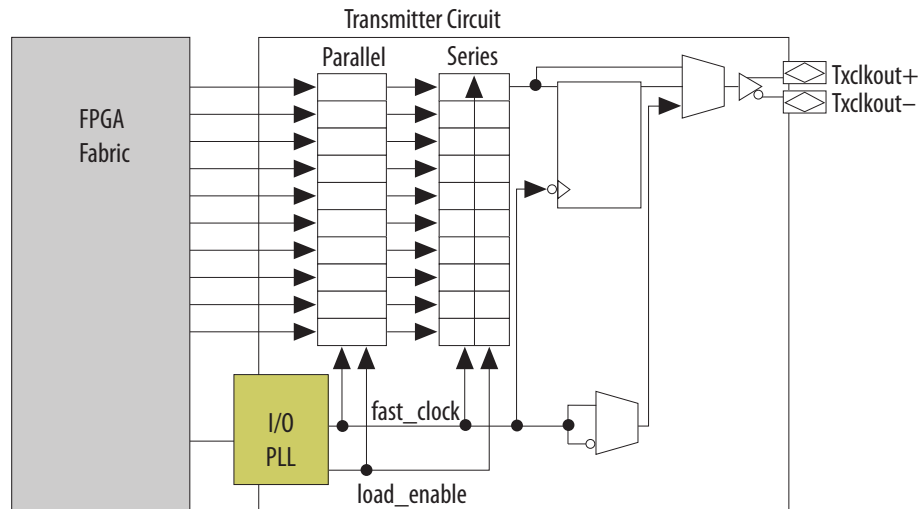 Transmitter Circuit
Parallel
Series
FPGA
Fabric
Txclkout+
Txclkout–
I/O
PLL
fast_clock
load_enable